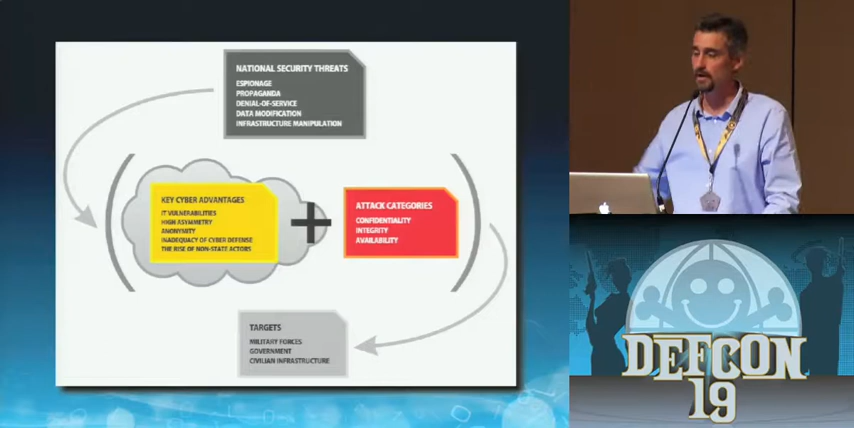 NATIONAL SECURITY THREATS
ESPIONAGE
PROPAGANDA
DENIAL-OF-SERVICE
DATA MODIFICATION
INFRASTRUCTURE MANIPULATION
KEY CYBER ADVANTAGES
IT VULNERABILITIES
HIGH ASYMMETRY
ANONYMITY
INADEQUACY OF CYBER DEFENSE
THE RISE OF NON-STATE ACTORS
+
ATTACK CATEGORIES
CONFIDENTIALITY
INTEGRITY
AVAILABILITY
TARGETS
MILITARY FORCES
GOVERNMENT
CIVILIAN INFRASTRUCTURE
DEFCON
19